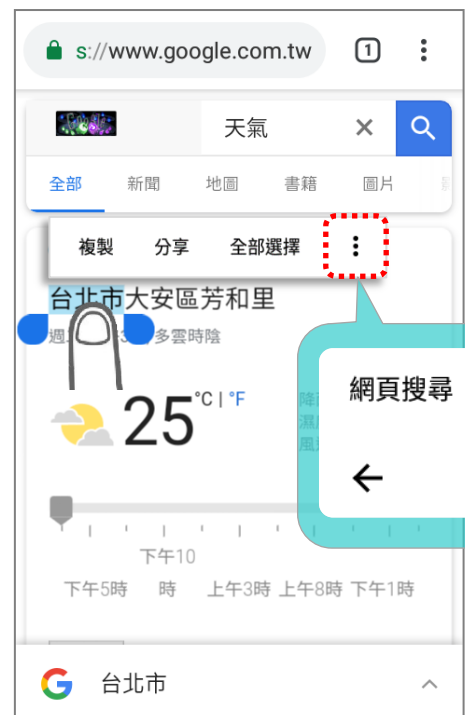 s://www.google.com.tw
1
Google 天氣
全部 新聞 地圖 書籍 圖片
複製 分享 全部選擇
台北市大安區芳和里
多雲時陰
網頁搜尋
25 °C | °F
下午10
下午5時 時 上午3時 上午8時 下午1時
G 台北市